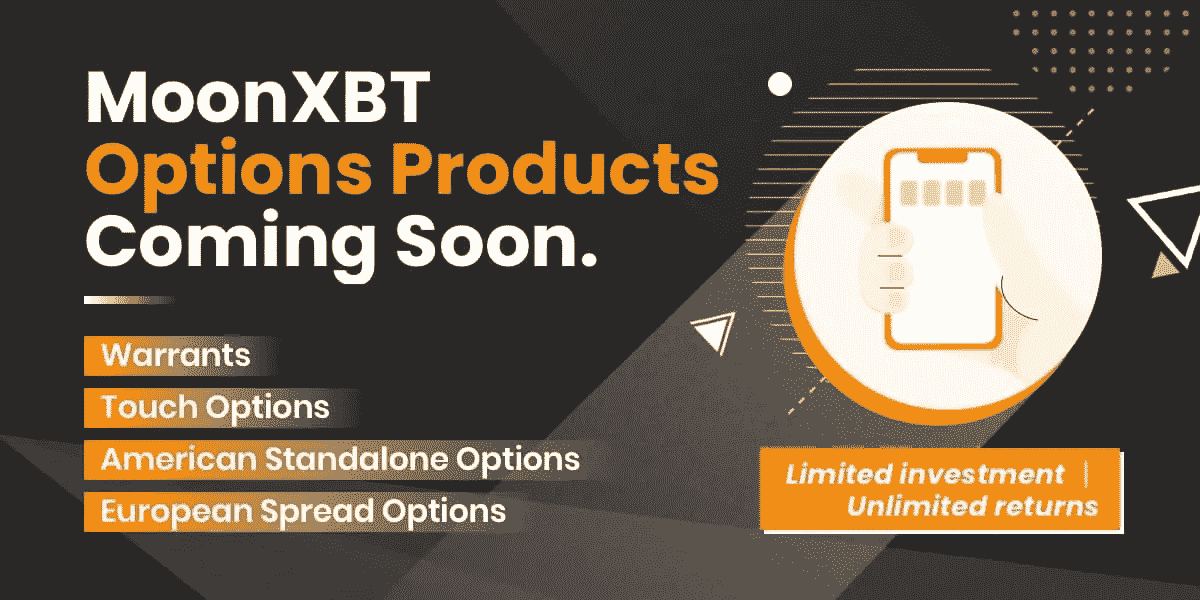 MoonXBT
Options Products
Coming Soon.
Warrants
Touch Options
American Standalone Options
European Spread Options
Limited investment |
Unlimited returns